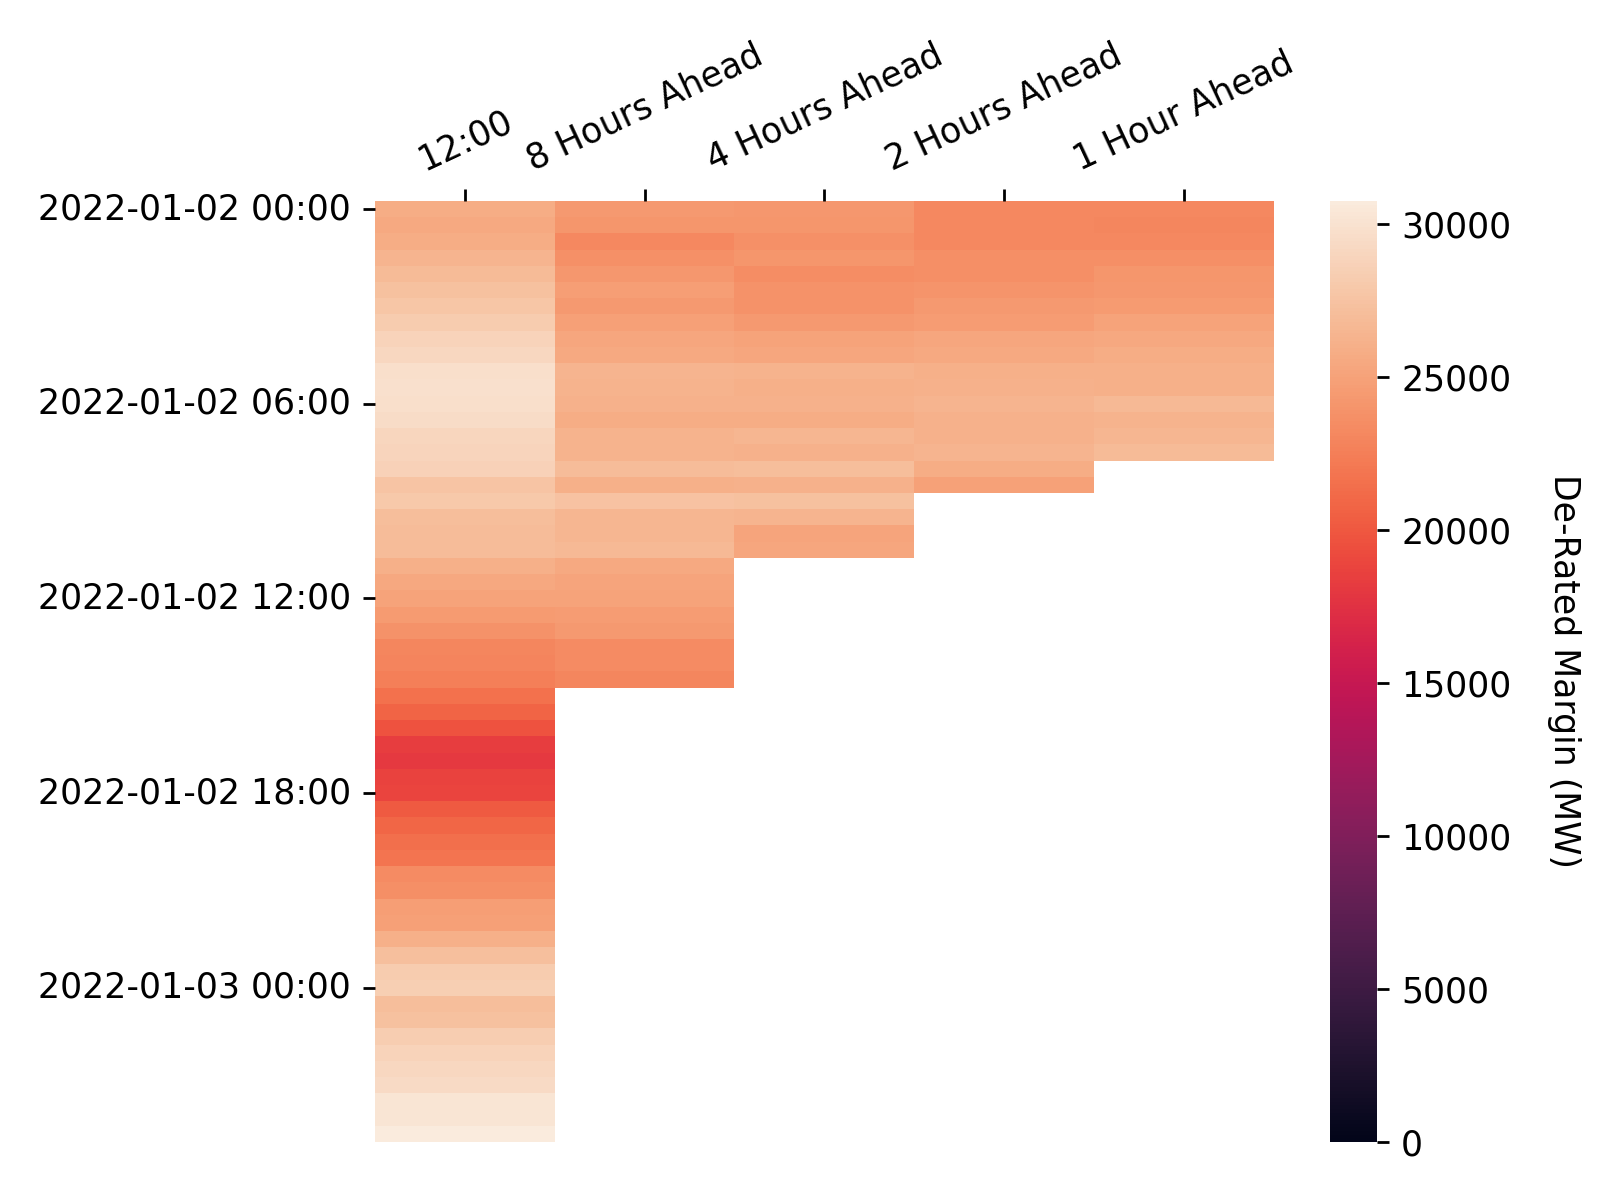 12:00
8 Hours Ahead
4 Hours Ahead
2 Hours Ahead
1 Hour Ahead
2022-01-02 00:00
2022-01-02 06:00
2022-01-02 12:00
2022-01-02 18:00
2022-01-03 00:00
30000
25000
20000
15000
10000
5000
0
De-Rated Margin (MW)